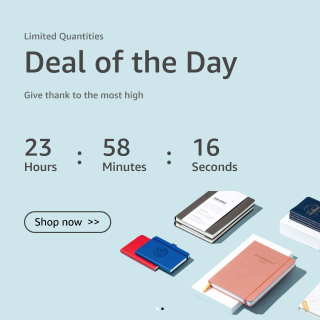 Limited Quantities
Deal of the Day
Give thank to the most high
23 : 58 : 16
Hours Minutes Seconds
Shop now >>